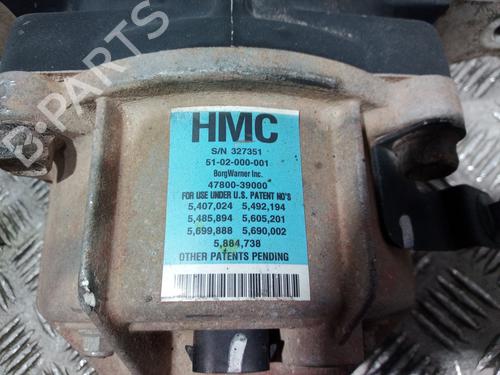 B-PARTS
HMC
S/N 327351
51-02-000-001
BorgWarner Inc.
47800-39000
FOR USE UNDER U.S. PATENT NO'S
5,407,024 5,492,194
5,485,894 5,605,201
5,699,888 5,690,002
5,884,738
OTHER PATENTS PENDING